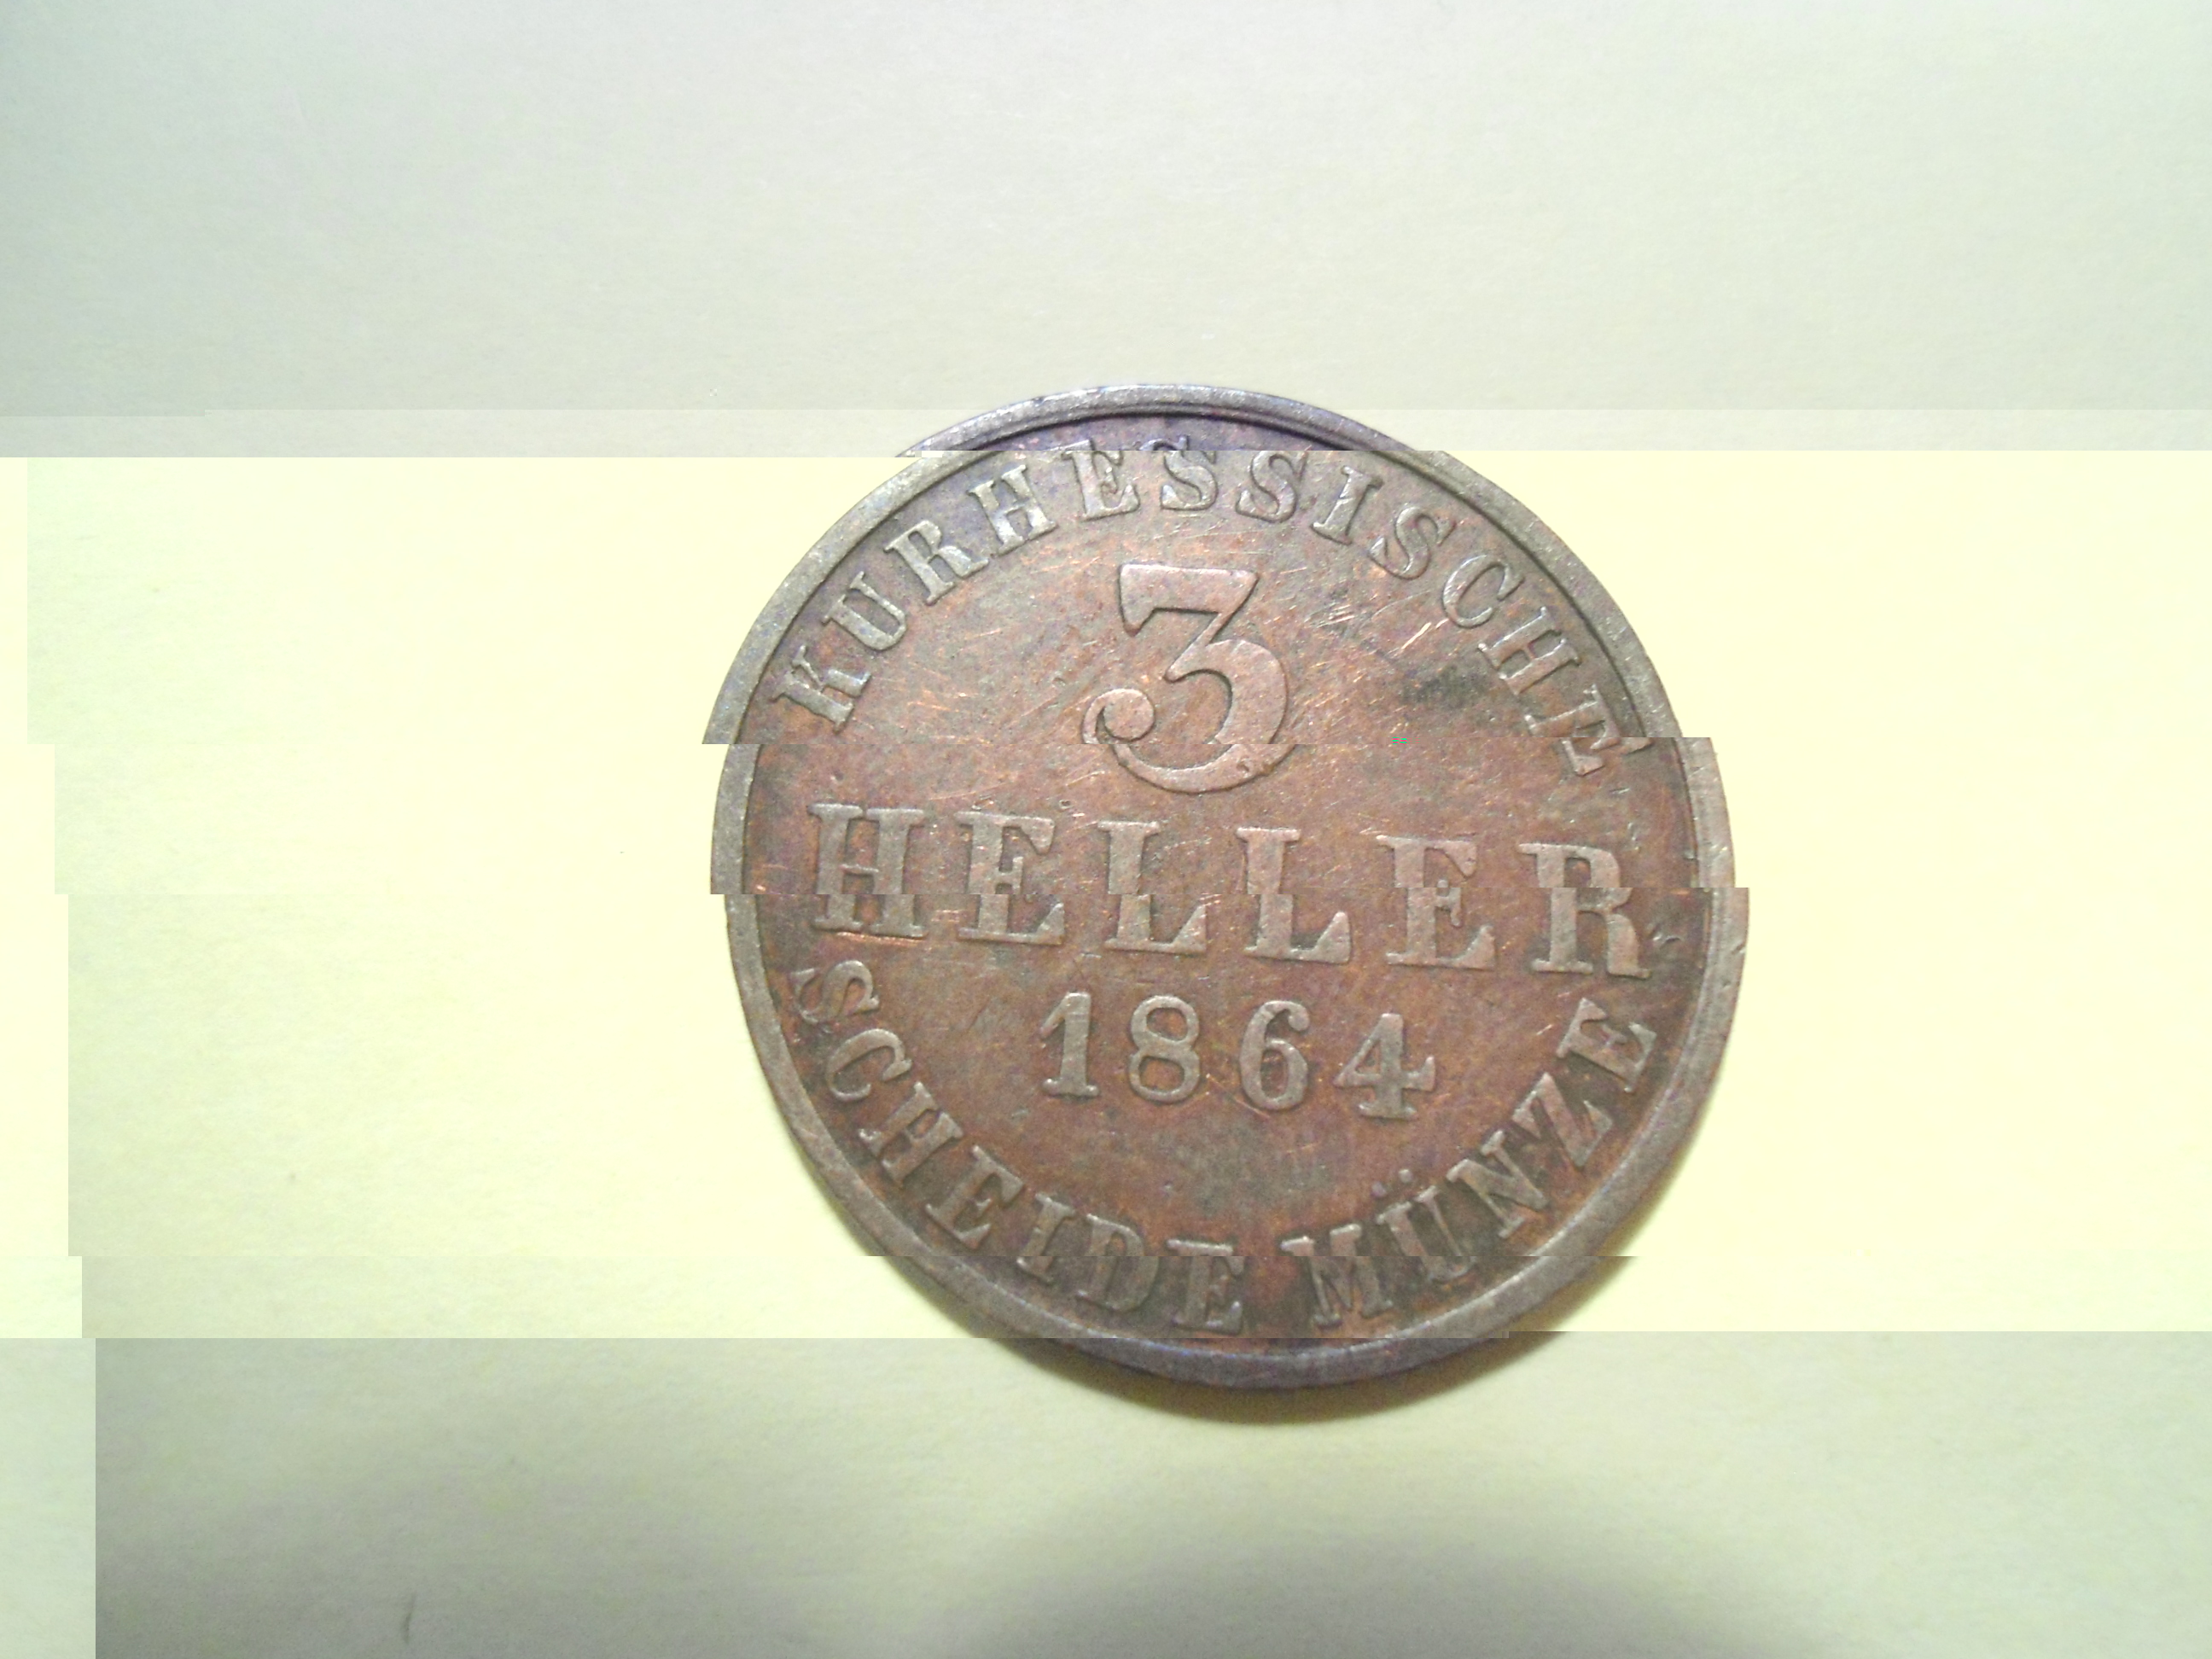 KURHESSISCHE
3
HELLER
1864
SCHEIDE MÜNZE